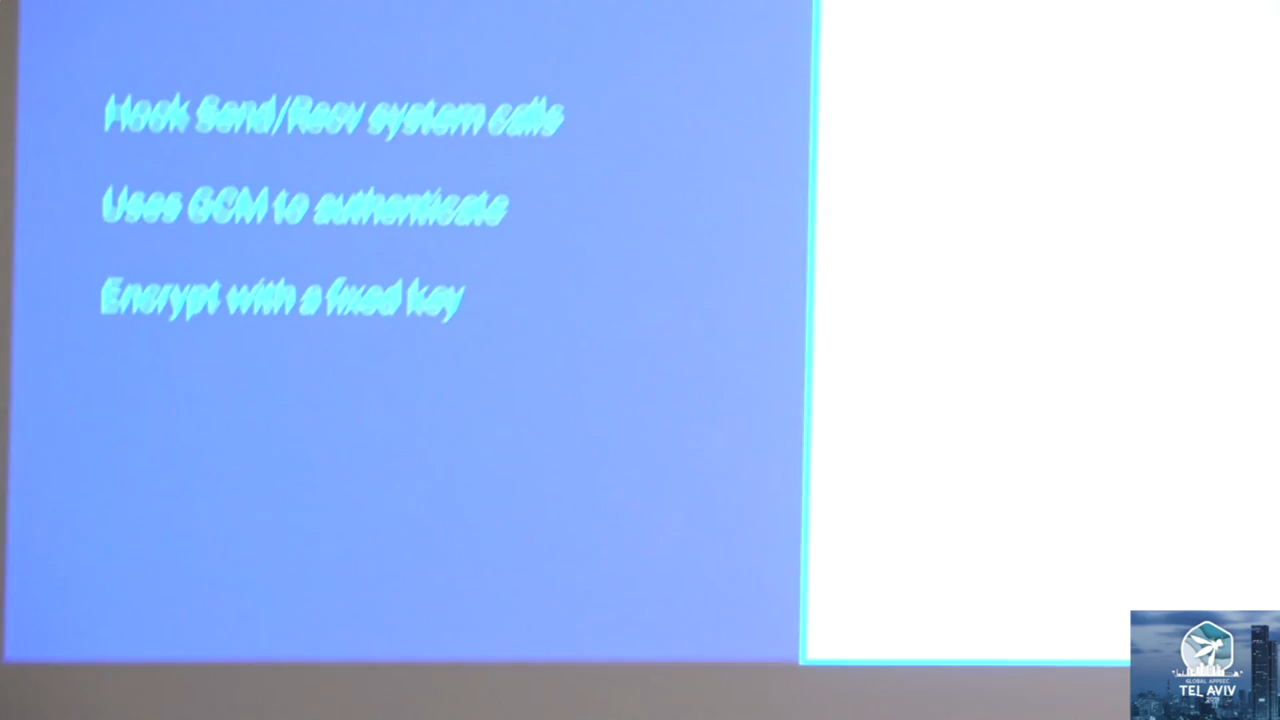 Hook Send/Recv system calls
Uses GCM to authenticate
Encrypt with a fixed key
GLOBAL APPSEC
TEL AVIV